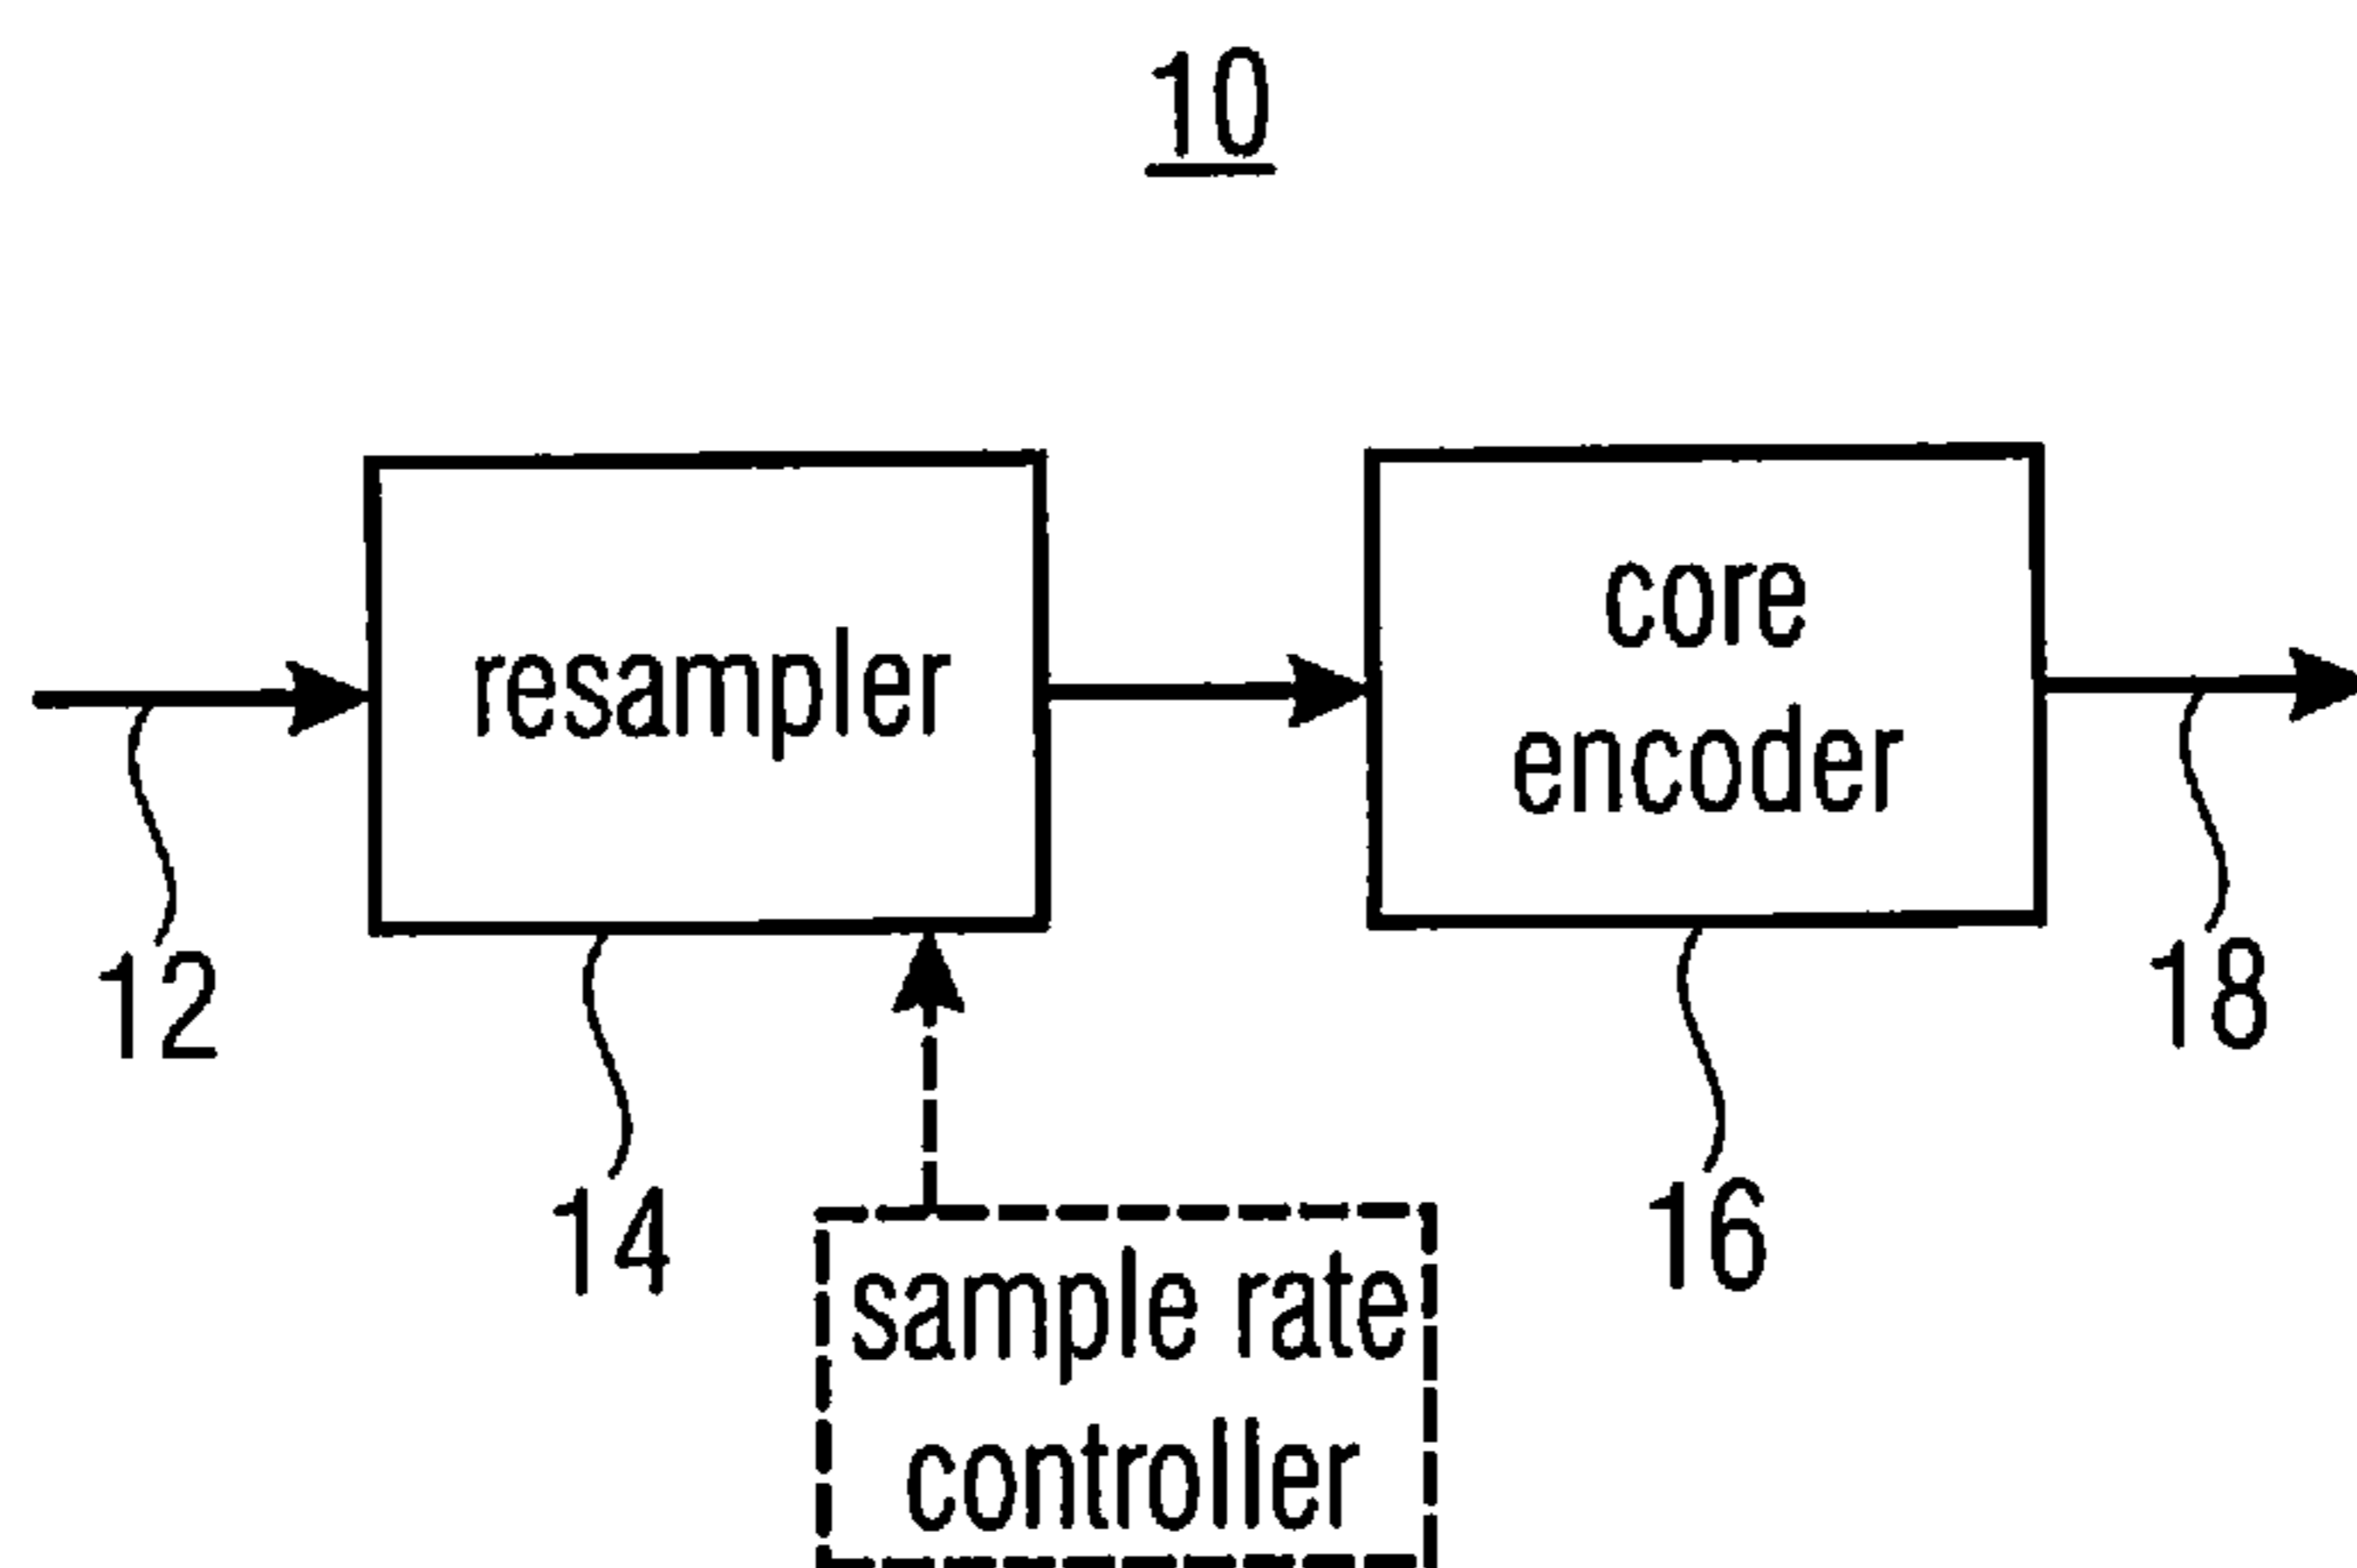 10
resampler
core
encoder
12
18
14
16
sample rate
controller